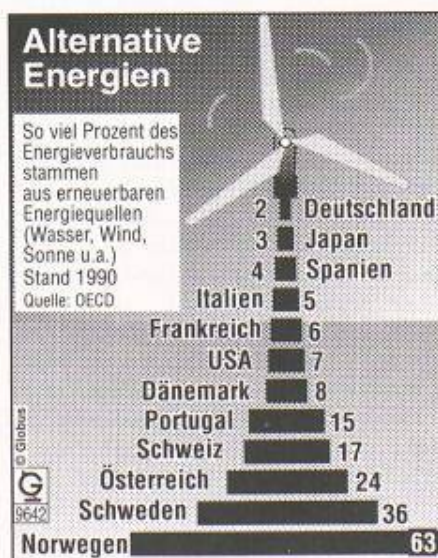 Alternative
Energien
So viel Prozent des
Energieverbrauchs
stammen
aus erneuerbaren
Energiequellen
(Wasser, Wind,
Sonne u.a.)
Stand 1990
Quelle: OECD
2 Deutschland
3 Japan
4 Spanien
Italien 5
Frankreich 6
USA 7
Dänemark 8
Portugal 15
Schweiz 17
Österreich 24
Schweden 36
Norwegen 63
© Globus
G
9642